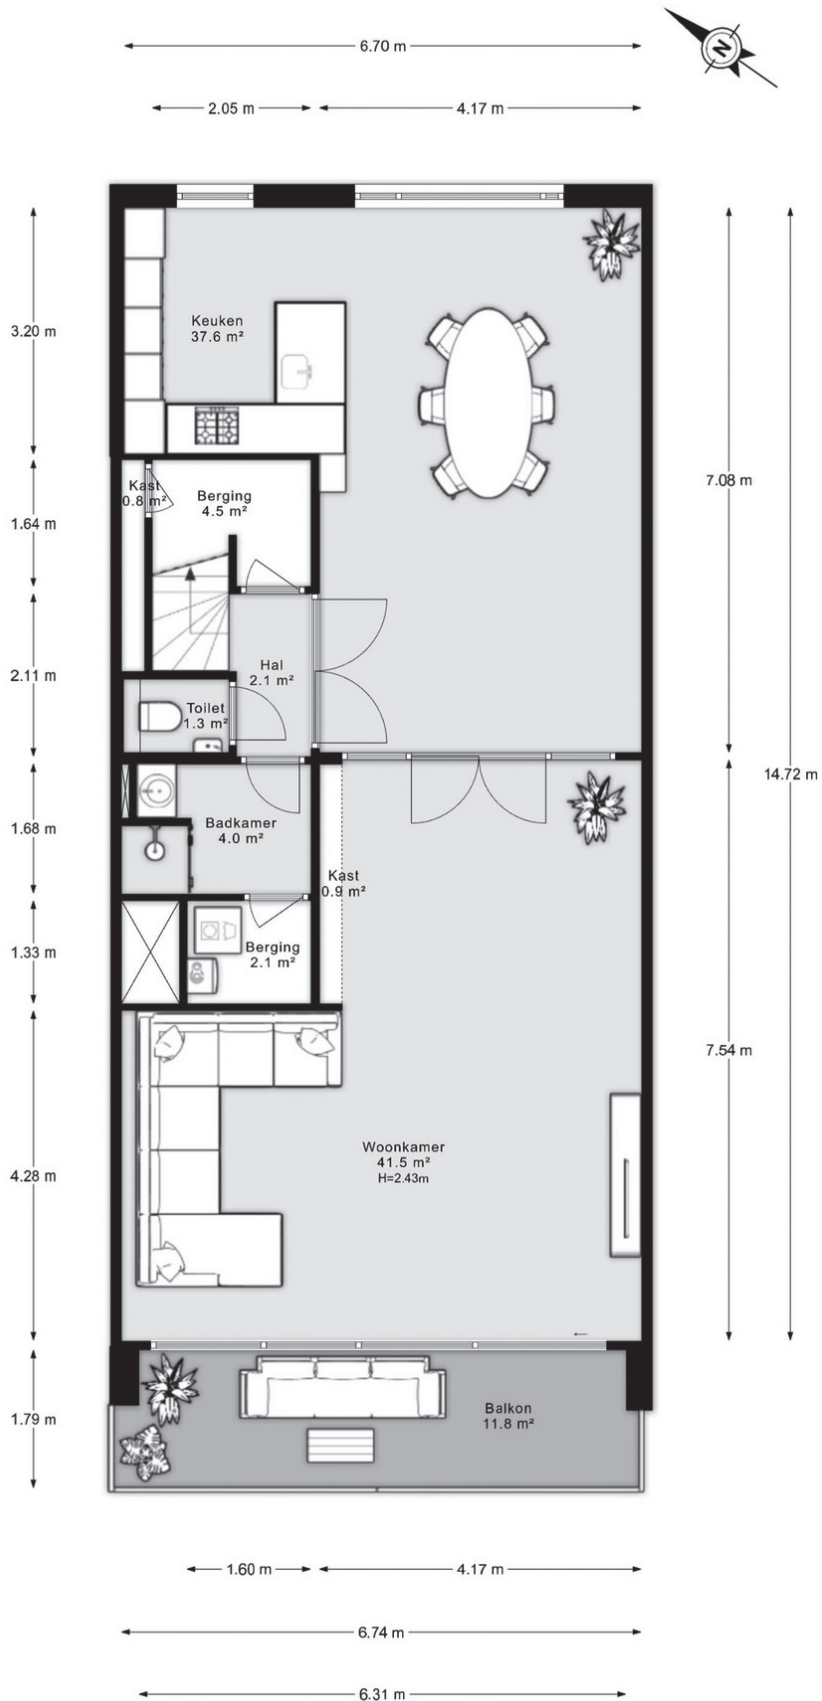 N
6.70 m
2.05 m
4.17 m
Keuken
37.6 m²
3.20 m
7.08 m
Kast
0.8 m²
Berging
4.5 m²
1.64 m
Hal
2.1 m²
2.11 m
Toilet
1.3 m²
14.72 m
Badkamer
4.0 m²
1.68 m
Kast
0.9 m²
Berging
2.1 m²
1.33 m
7.54 m
Woonkamer
41.5 m²
H=2.43m
4.28 m
Balkon
11.8 m²
1.79 m
1.60 m
4.17 m
6.74 m
6.31 m